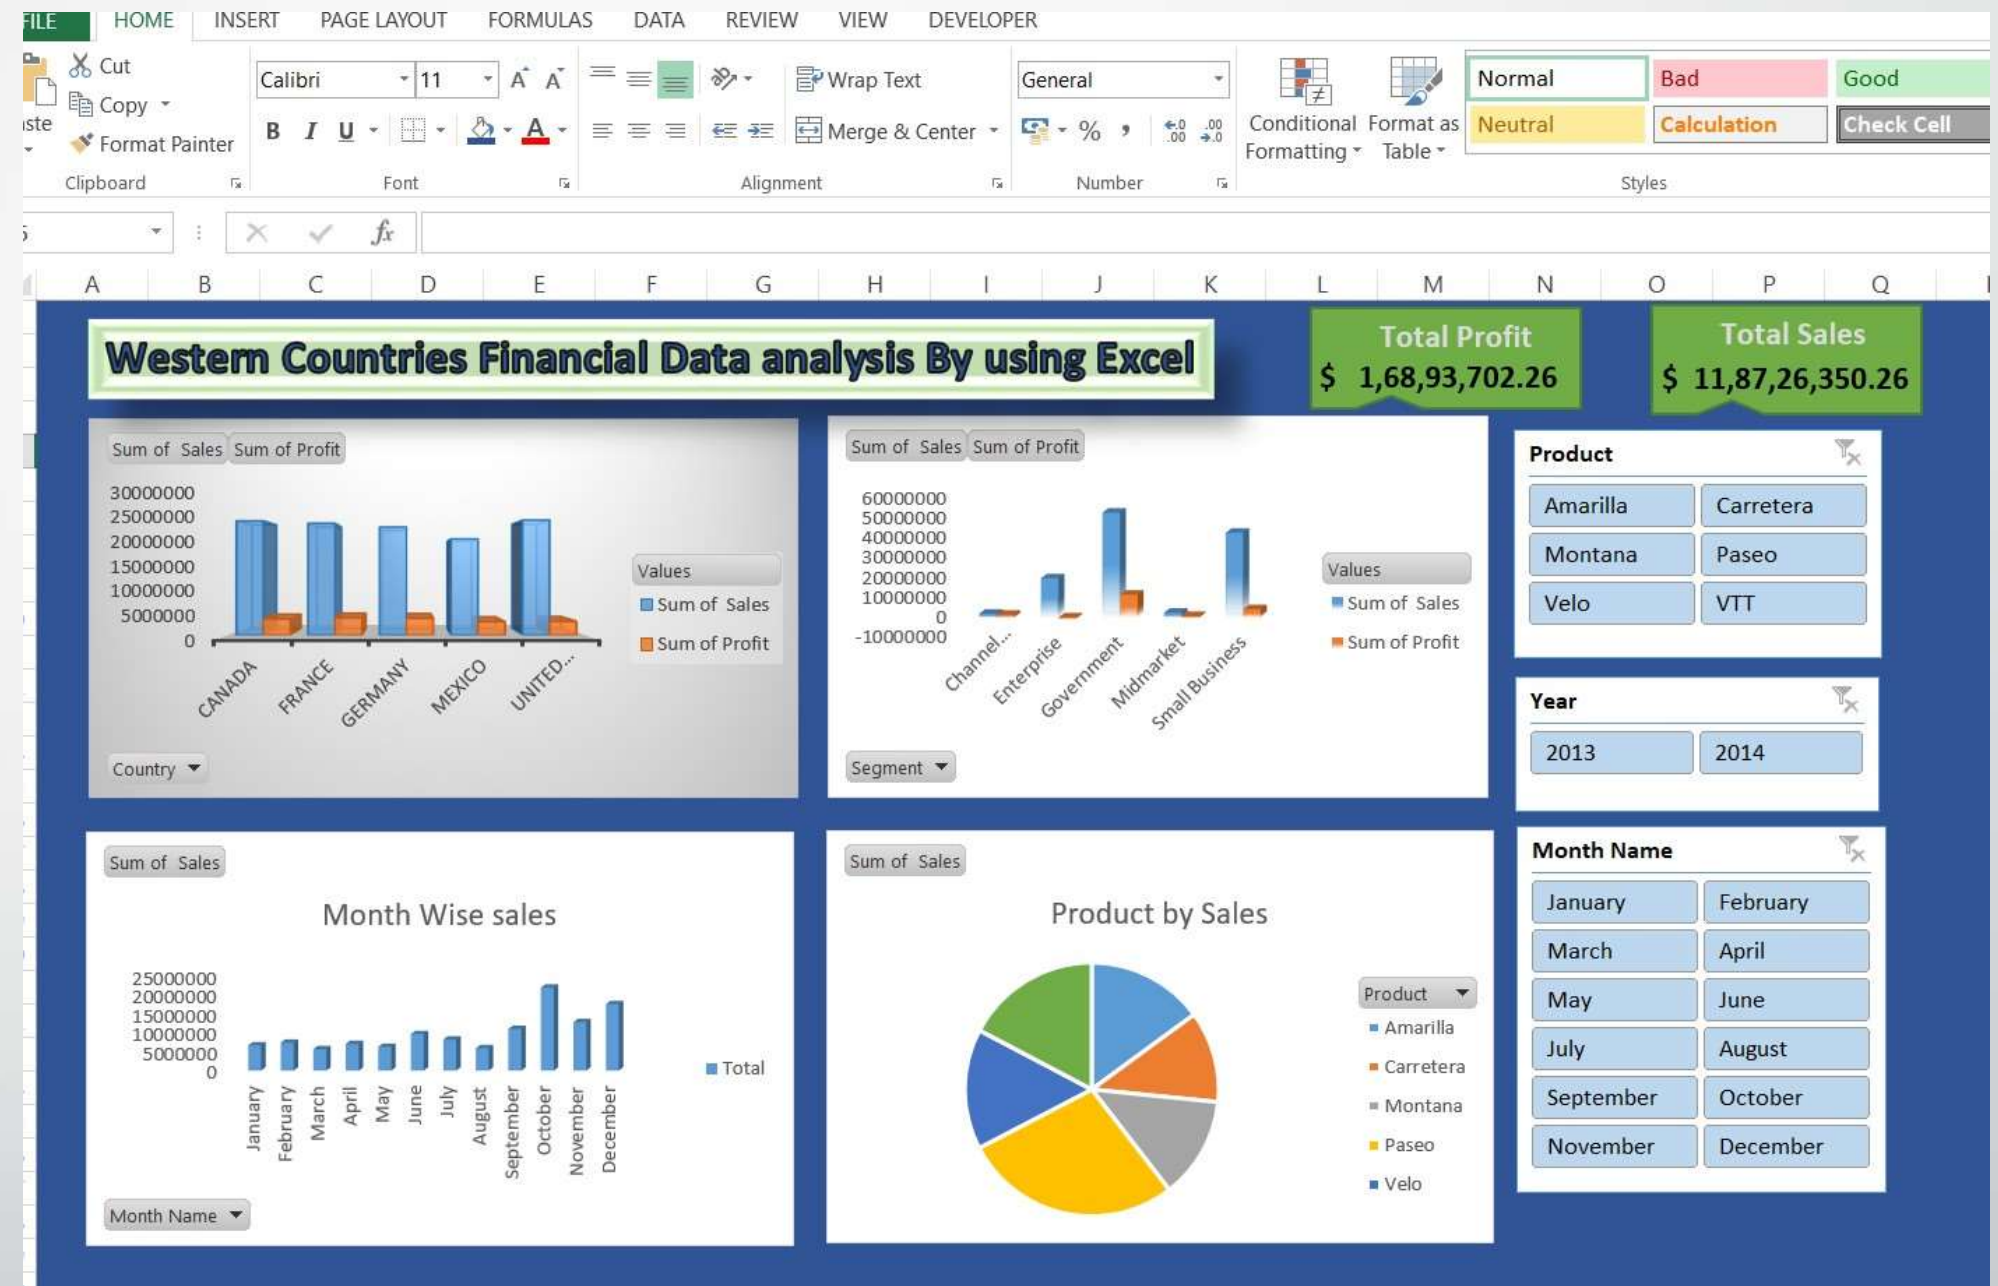 FILE HOME INSERT PAGE LAYOUT FORMULAS DATA REVIEW VIEW DEVELOPER
Cut
Copy
Format Painter
Clipboard
Calibri 11 A A
B I U A
Font
Wrap Text
Merge & Center
Alignment
General
% , .0 .00 .00 .0
Number
Conditional Formatting
Format as Table
Normal Bad Good
Neutral Calculation Check Cell
Styles
fx
A B C D E F G H I J K L M N O P Q
Western Countries Financial Data analysis By using Excel
Total Profit
$ 1,68,93,702.26
Total Sales
$ 11,87,26,350.26
Sum of Sales Sum of Profit
30000000
25000000
20000000
15000000
10000000
5000000
0
CANADA
FRANCE
GERMANY
MEXICO
UNITED...
Values
Sum of Sales
Sum of Profit
Country
Sum of Sales Sum of Profit
60000000
50000000
40000000
30000000
20000000
10000000
0
-10000000
Channel...
Enterprise
Government
Midmarket
Small Business
Values
Sum of Sales
Sum of Profit
Segment
Product
Amarilla Carretera
Montana Paseo
Velo VTT
Year
2013 2014
Sum of Sales
Month Wise sales
25000000
20000000
15000000
10000000
5000000
0
January
February
March
April
May
June
July
August
September
October
November
December
Total
Month Name
Sum of Sales
Product by Sales
Product
Amarilla
Carretera
Montana
Paseo
Velo
Month Name
January February
March April
May June
July August
September October
November December